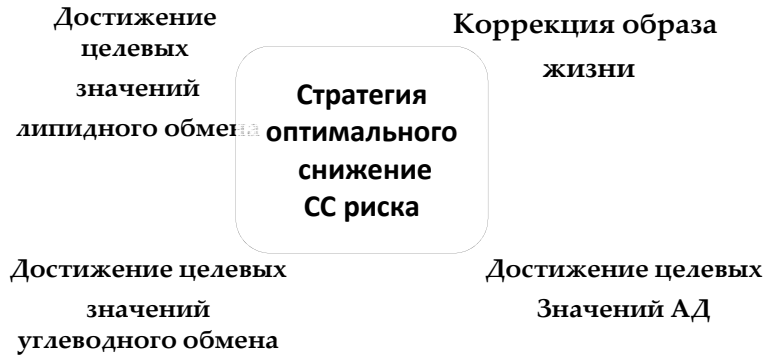 Достижение
целевых
значений
липидного обмена
Коррекция образа
жизни
Стратегия
оптимального
снижение
СС риска
Достижение целевых
значений
углеводного обмена
Достижение целевых
Значений АД